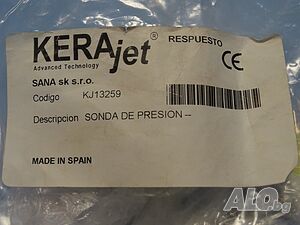 KERAjet® RESPUESTO
Advanced Technology
CE
SANA sk s.r.o.
Codigo KJ13259
Descripcion SONDA DE PRESION --
MADE IN SPAIN
ALO.bg